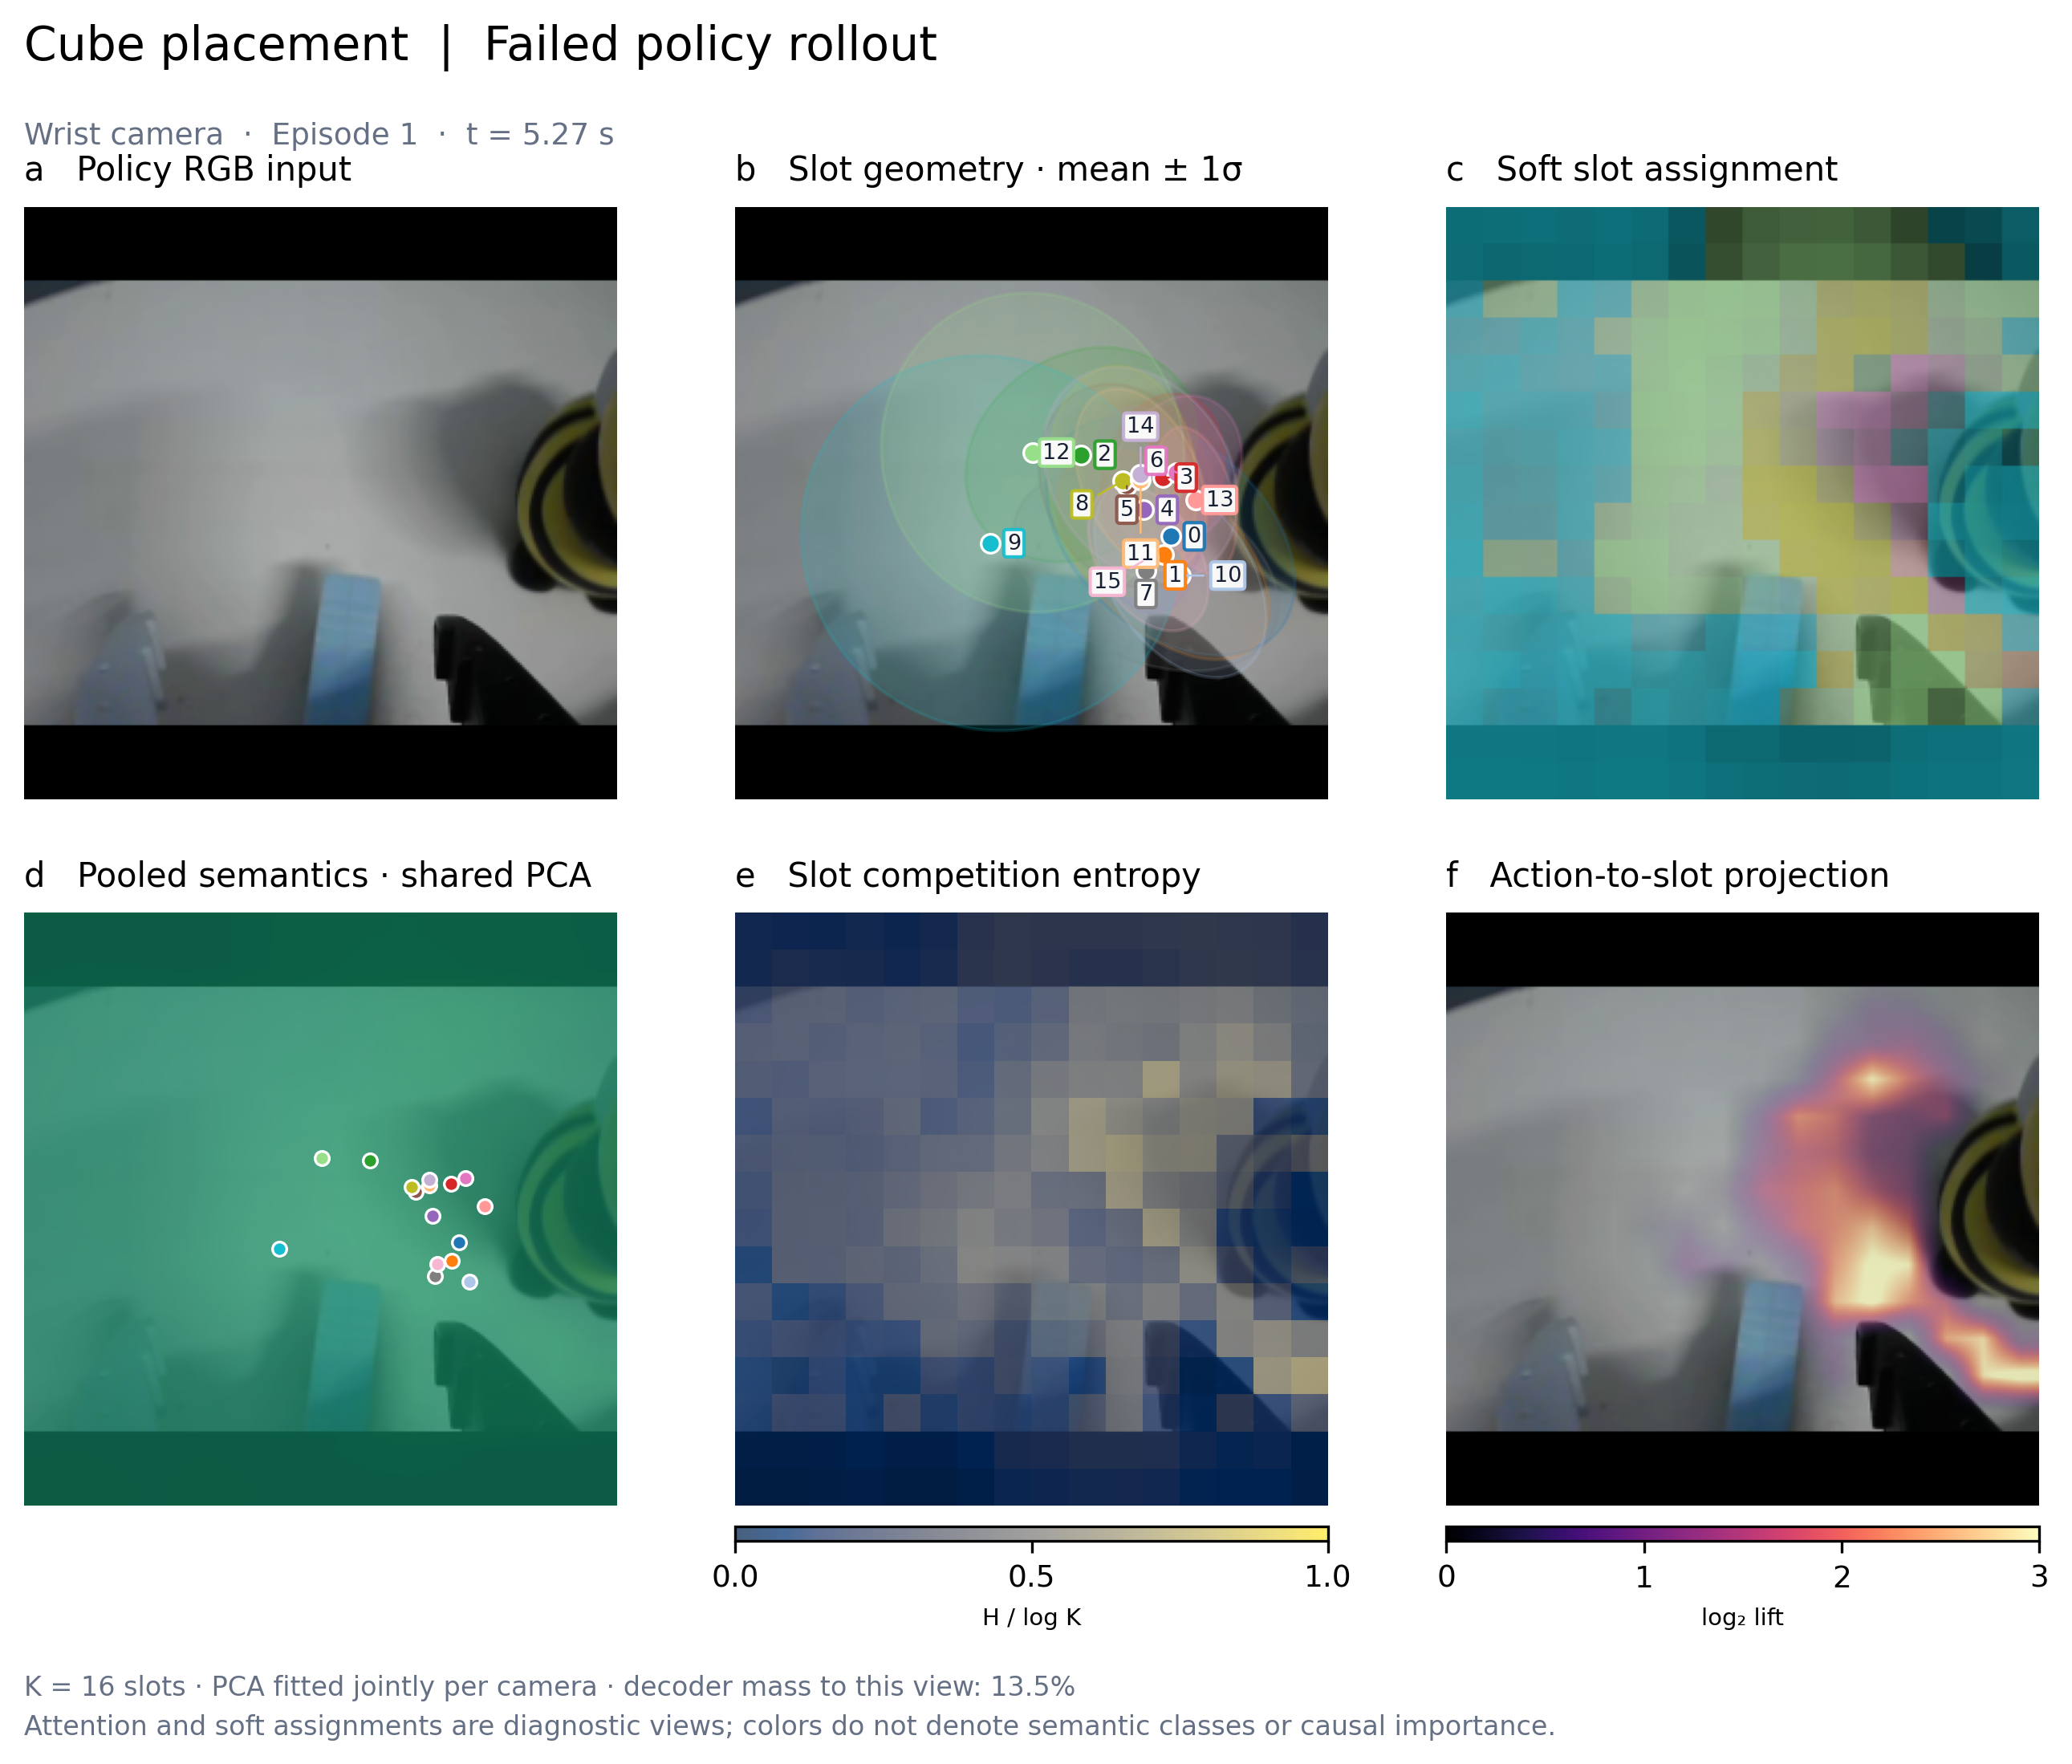 Cube placement | Failed policy rollout
Wrist camera · Episode 1 · t = 5.27 s
a Policy RGB input
b Slot geometry · mean ± 1σ
c Soft slot assignment
14
12
2
6
3
8
5
4
13
0
9
11
15
1
10
7
d Pooled semantics · shared PCA
e Slot competition entropy
f Action-to-slot projection
0.0 0.5 1.0
H / log K
0 1 2 3
log₂ lift
K = 16 slots · PCA fitted jointly per camera · decoder mass to this view: 13.5%
Attention and soft assignments are diagnostic views; colors do not denote semantic classes or causal importance.